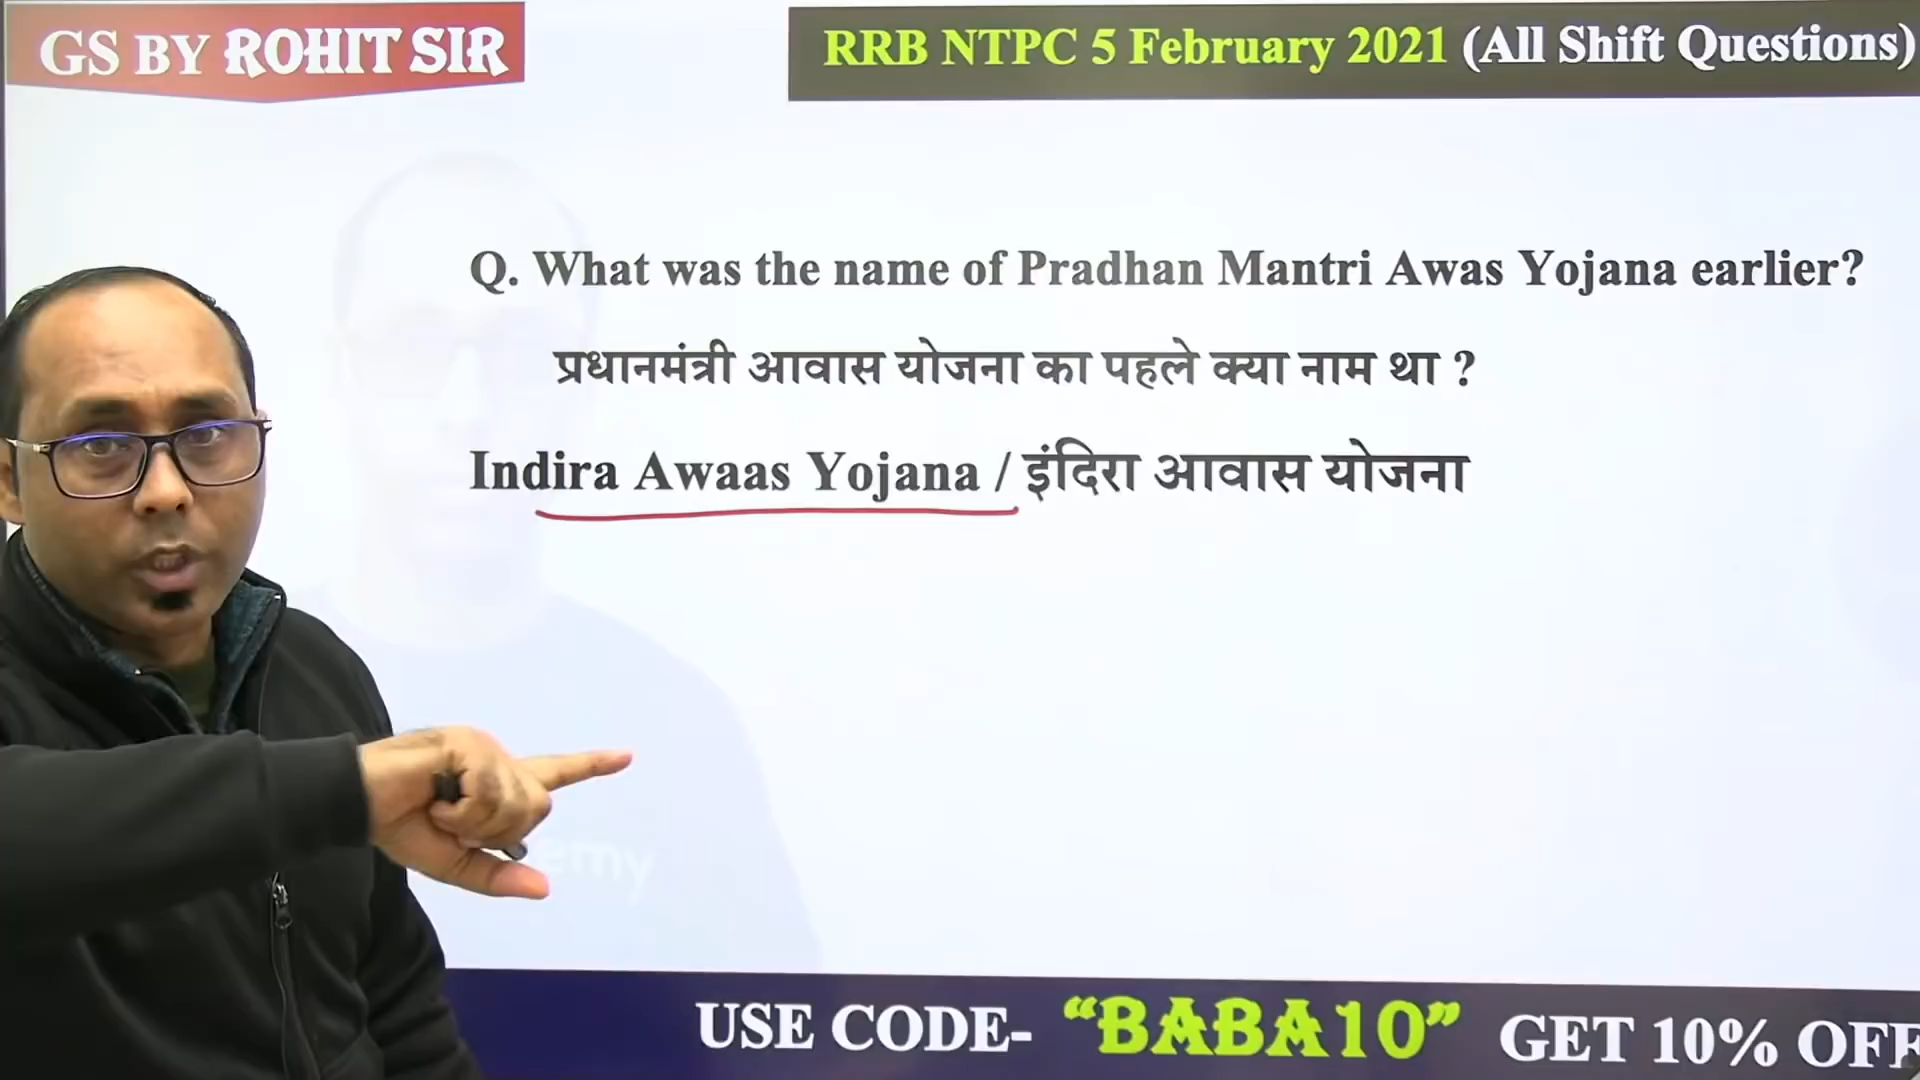 GS BY ROHIT SIR
RRB NTPC 5 February 2021 (All Shift Questions)
Q. What was the name of Pradhan Mantri Awas Yojana earlier?
प्रधानमंत्री आवास योजना का पहले क्या नाम था ?
Indira Awaas Yojana / इंदिरा आवास योजना
emy
USE CODE- “BABA10” GET 10% OFF